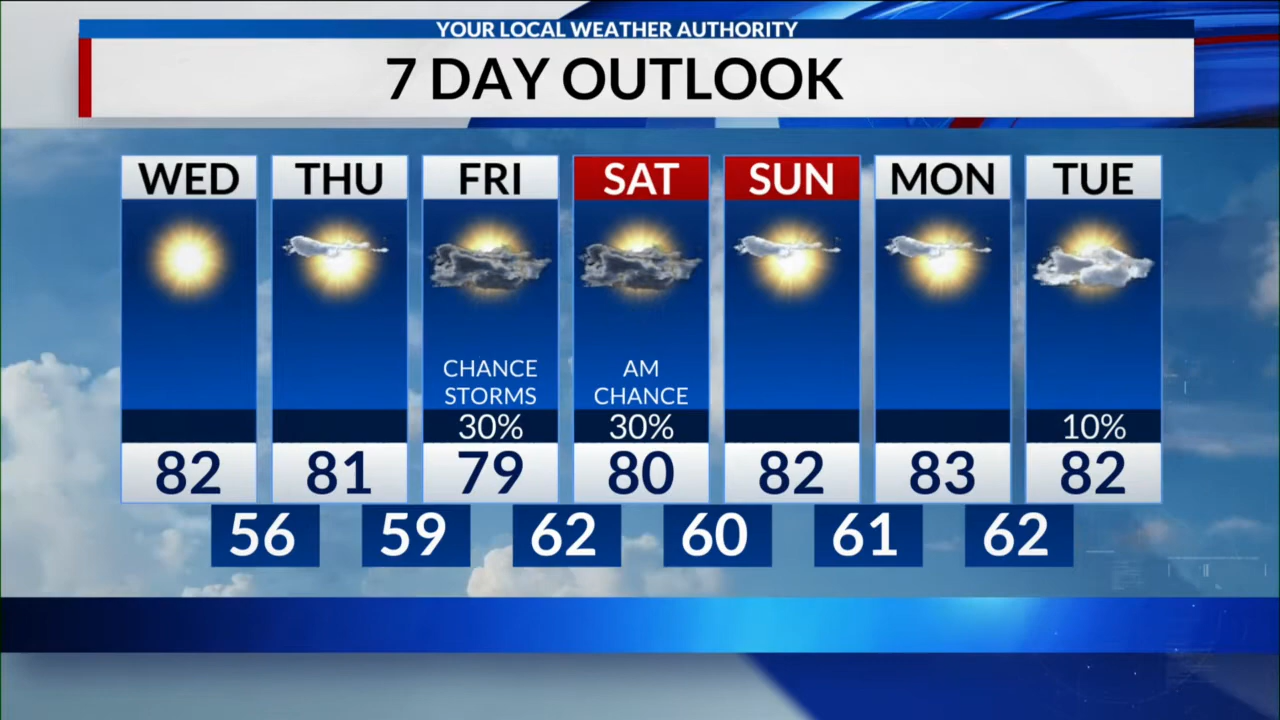 YOUR LOCAL WEATHER AUTHORITY
7 DAY OUTLOOK
WED THU FRI SAT SUN MON TUE
CHANCE STORMS
AM CHANCE
30% 30% 10%
82 81 79 80 82 83 82
56 59 62 60 61 62